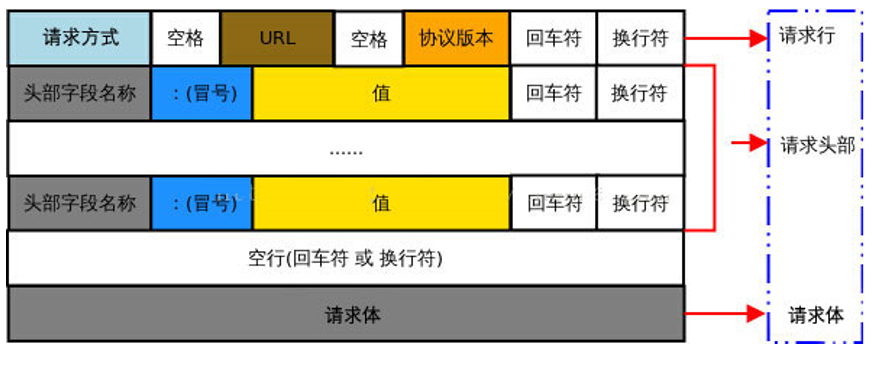 请求方式 空格 URL 空格 协议版本 回车符 换行符 请求行
头部字段名称 :(冒号) 值 回车符 换行符
...... 请求头部
头部字段名称 :(冒号) 值 回车符 换行符
空行(回车符 或 换行符)
请求体 请求体